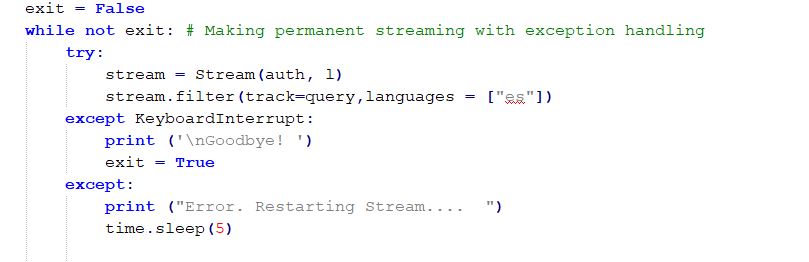 exit = False
while not exit: # Making permanent streaming with exception handling
    try:
        stream = Stream(auth, l)
        stream.filter(track=query,languages = ["es"])
    except KeyboardInterrupt:
        print ('\nGoodbye! ')
        exit = True
    except:
        print ("Error. Restarting Stream....  ")
        time.sleep(5)